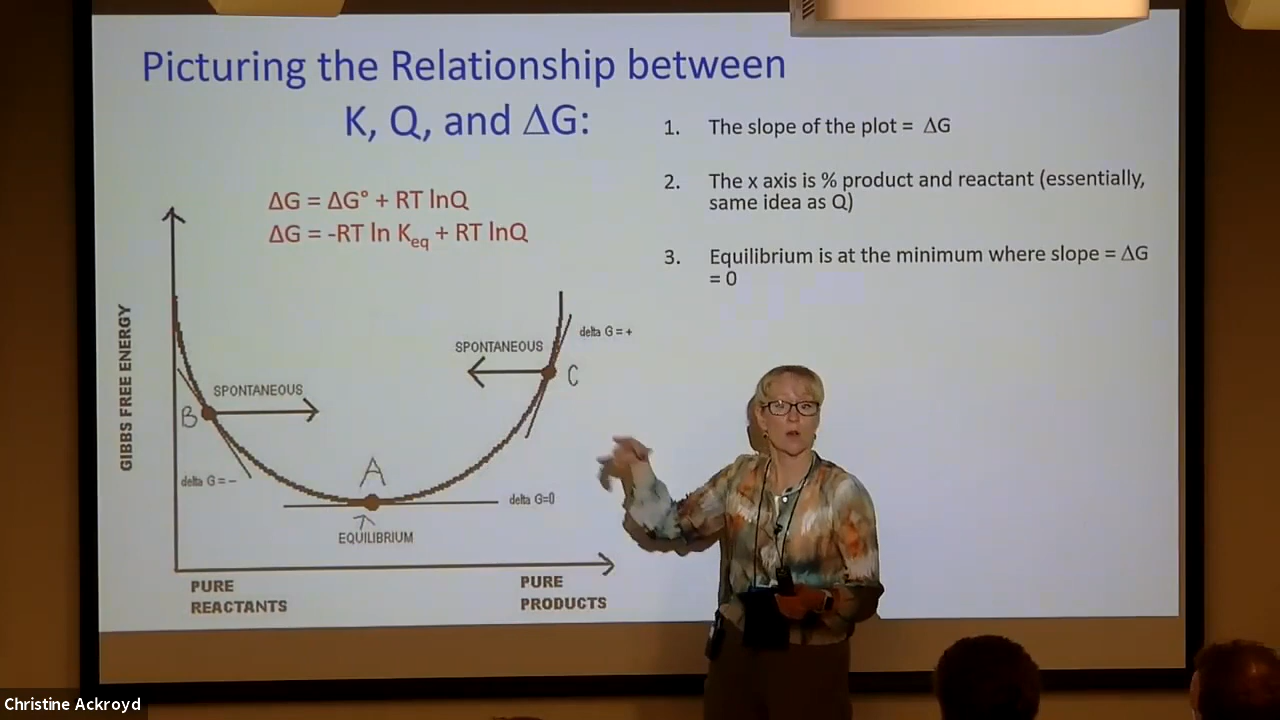 Picturing the Relationship between
K, Q, and ΔG:
1. The slope of the plot = ΔG
2. The x axis is % product and reactant (essentially,
same idea as Q)
3. Equilibrium is at the minimum where slope = ΔG
= 0
ΔG = ΔG° + RT lnQ
ΔG = -RT ln Keq + RT lnQ
GIBBS FREE ENERGY
delta G = +
SPONTANEOUS
C
SPONTANEOUS
B
A
delta G = -
delta G=0
EQUILIBRIUM
PURE
REACTANTS
PURE
PRODUCTS
Christine Ackroyd